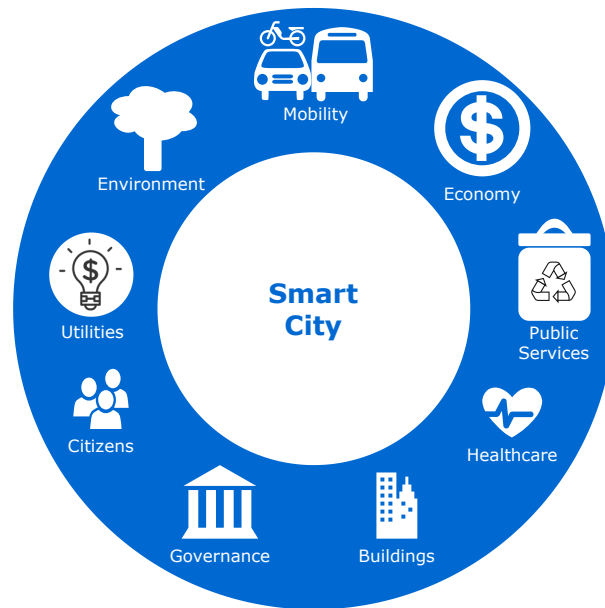 Mobility
Economy
Environment
$
$
Smart
City
Utilities
Public
Services
Citizens
Healthcare
Governance
Buildings